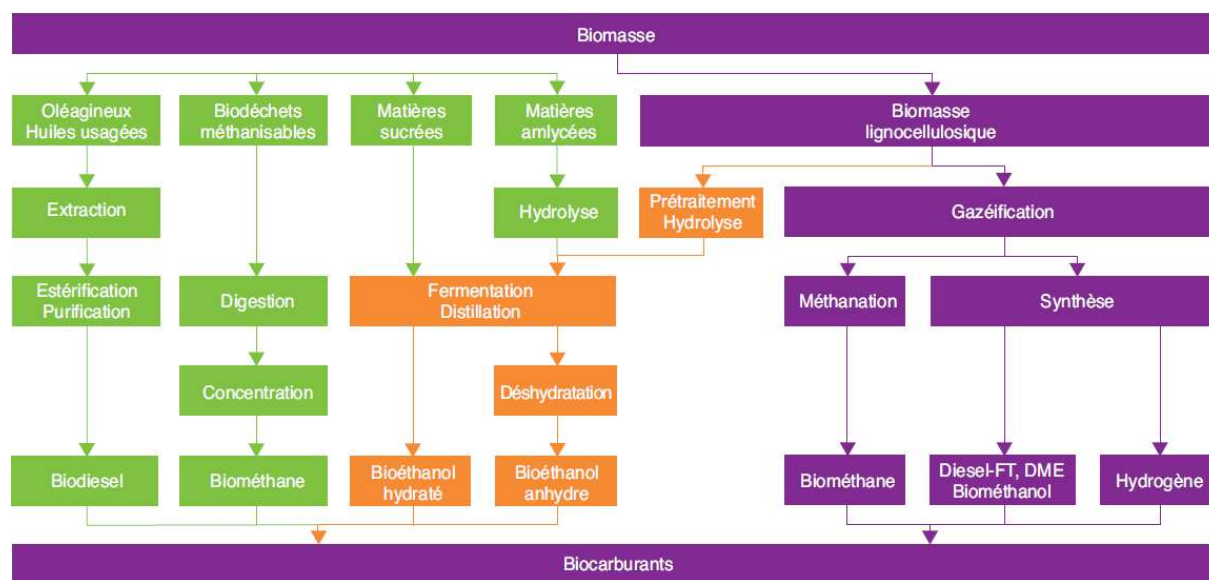 Biomasse
Oléagineux
Huiles usagées
Biodéchets
méthanisables
Matières
sucrées
Matières
amlycées
Biomasse
lignocellulosique
Extraction
Hydrolyse
Prétraitement
Hydrolyse
Gazéification
Estérification
Purification
Digestion
Fermentation
Distillation
Méthanation
Synthèse
Concentration
Déshydratation
Biodiesel
Biométhane
Bioéthanol
hydraté
Bioéthanol
anhydre
Biométhane
Diesel-FT, DME
Biométhanol
Hydrogène
Biocarburants